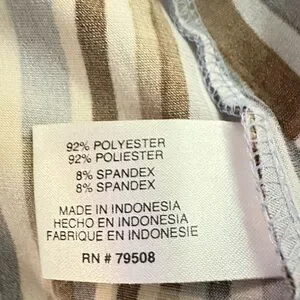 92% POLYESTER
92% POLIESTER
8% SPANDEX
8% SPANDEX
MADE IN INDONESIA
HECHO EN INDONESIA
FABRIQUE EN INDONESIE
RN # 79508